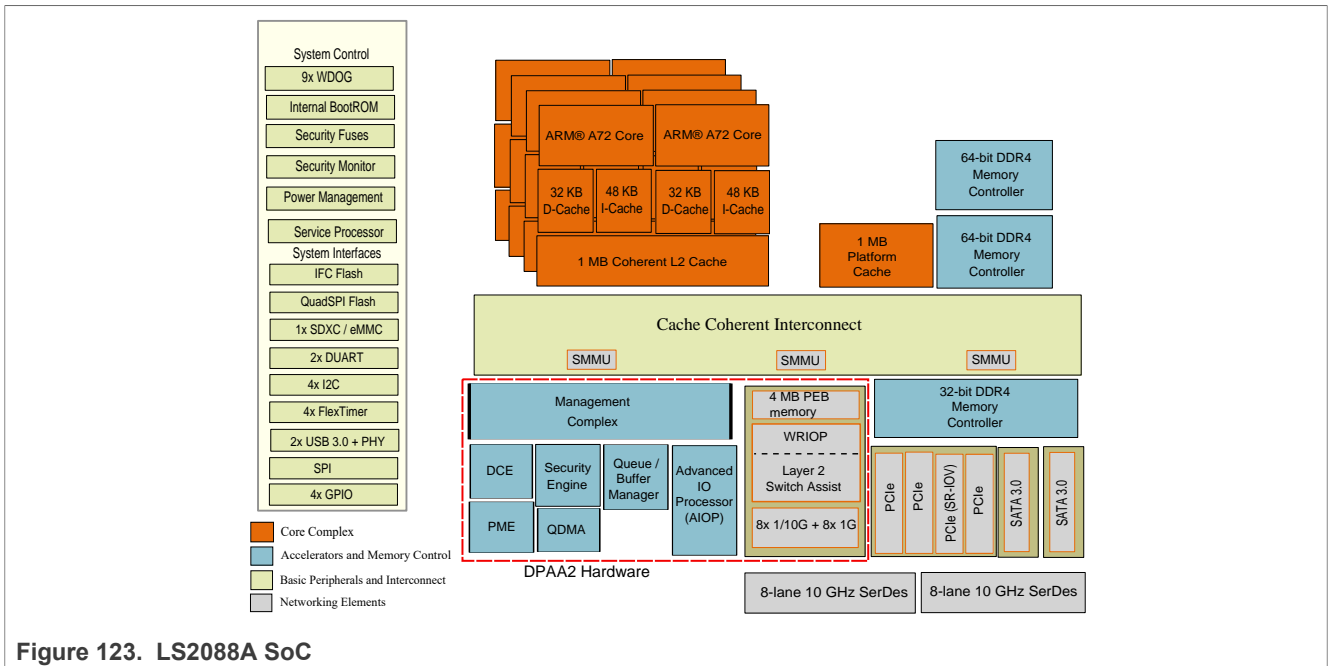 System Control
9x WDOG
Internal BootROM
Security Fuses
Security Monitor
Power Management
Service Processor
System Interfaces
IFC Flash
QuadSPI Flash
1x SDXC / eMMC
2x DUART
4x I2C
4x FlexTimer
2x USB 3.0 + PHY
SPI
4x GPIO
ARM® A72 Core
ARM® A72 Core
32 KB
D-Cache
48 KB
I-Cache
32 KB
D-Cache
48 KB
I-Cache
1 MB Coherent L2 Cache
1 MB
Platform
Cache
64-bit DDR4
Memory
Controller
64-bit DDR4
Memory
Controller
Cache Coherent Interconnect
SMMU
SMMU
SMMU
Management
Complex
DCE
Security
Engine
Queue /
Buffer
Manager
Advanced
IO
Processor
(AIOP)
PME
QDMA
4 MB PEB
memory
WRIOP
Layer 2
Switch Assist
8x 1/10G + 8x 1G
32-bit DDR4
Memory
Controller
PCIe
PCIe
PCIe (SR-IOV)
PCIe
SATA 3.0
SATA 3.0
DPAA2 Hardware
8-lane 10 GHz SerDes
8-lane 10 GHz SerDes
Core Complex
Accelerators and Memory Control
Basic Peripherals and Interconnect
Networking Elements
Figure 123. LS2088A SoC